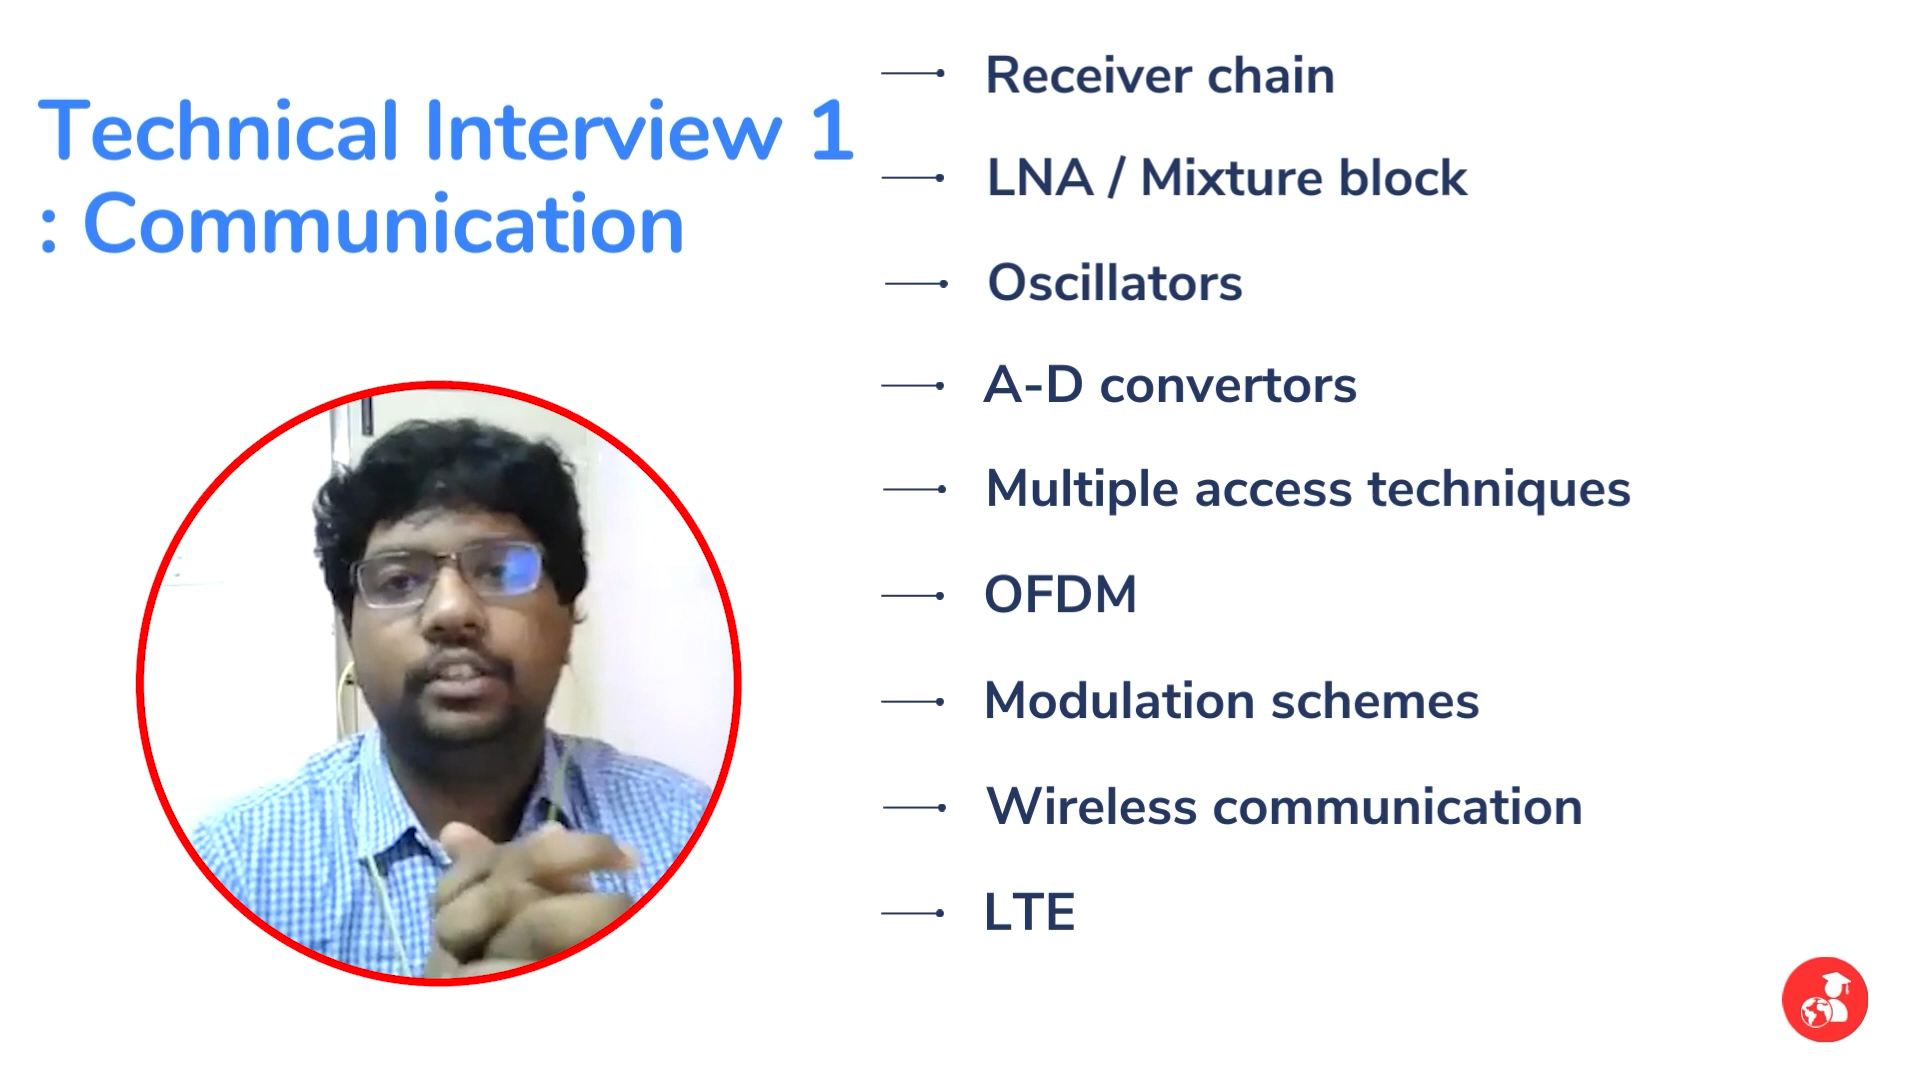 Technical Interview 1
: Communication
Receiver chain
LNA / Mixture block
Oscillators
A-D convertors
Multiple access techniques
OFDM
Modulation schemes
Wireless communication
LTE